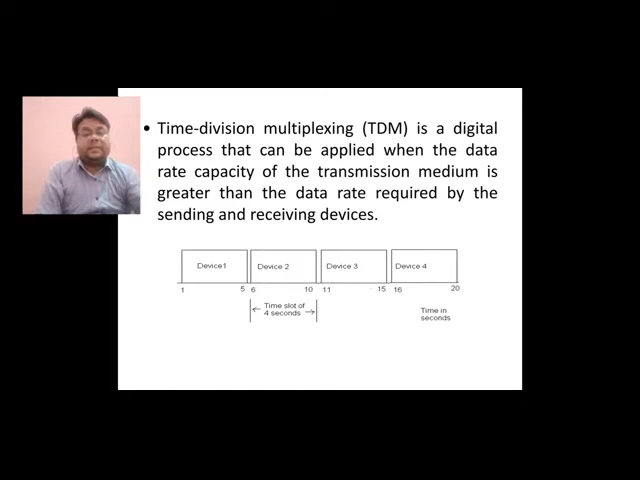 • Time-division multiplexing (TDM) is a digital
process that can be applied when the data
rate capacity of the transmission medium is
greater than the data rate required by the
sending and receiving devices.
Device1 Device 2 Device 3 Device 4
1 5 6 10 11 15 16 20
Time slot of
4 seconds
Time in
seconds